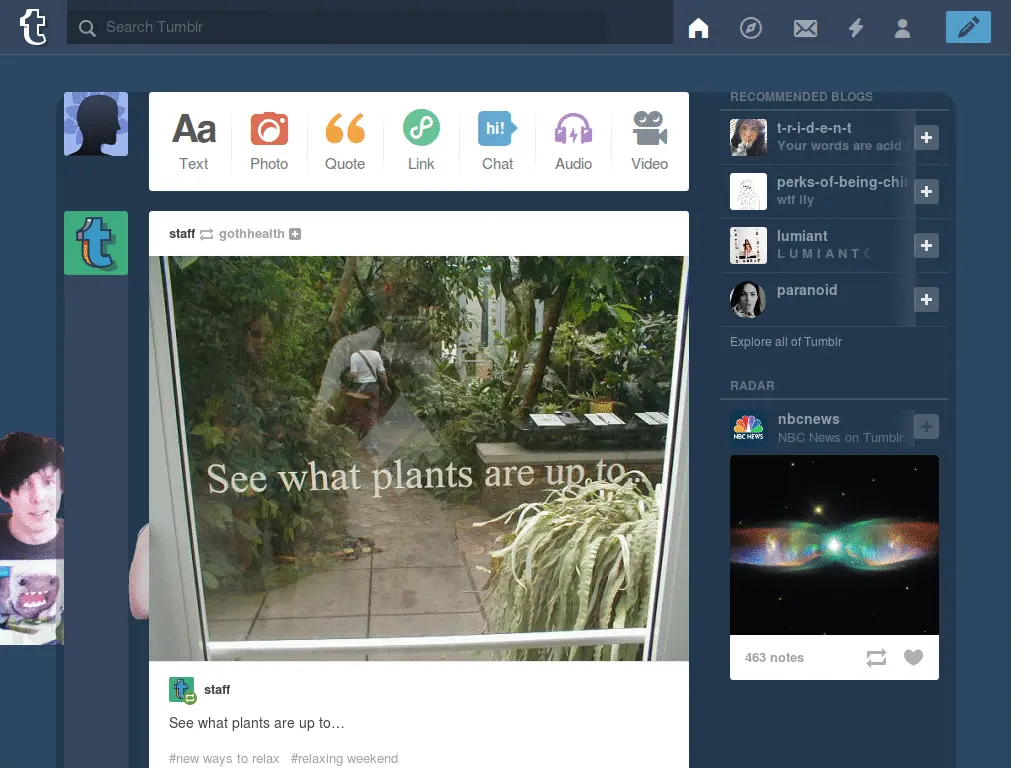 t
Search Tumblr
Aa
hi!
Text
Photo
Quote
Link
Chat
Audio
Video
staff gothhealth
See what plants are up to...
staff
See what plants are up to…
#new ways to relax #relaxing weekend
RECOMMENDED BLOGS
t-r-i-d-e-n-t
Your words are acid
perks-of-being-chi
wtf ily
lumiant
L U M I A N T ☾
paranoid
Explore all of Tumblr
RADAR
NBC NEWS
nbcnews
NBC News on Tumblr
463 notes